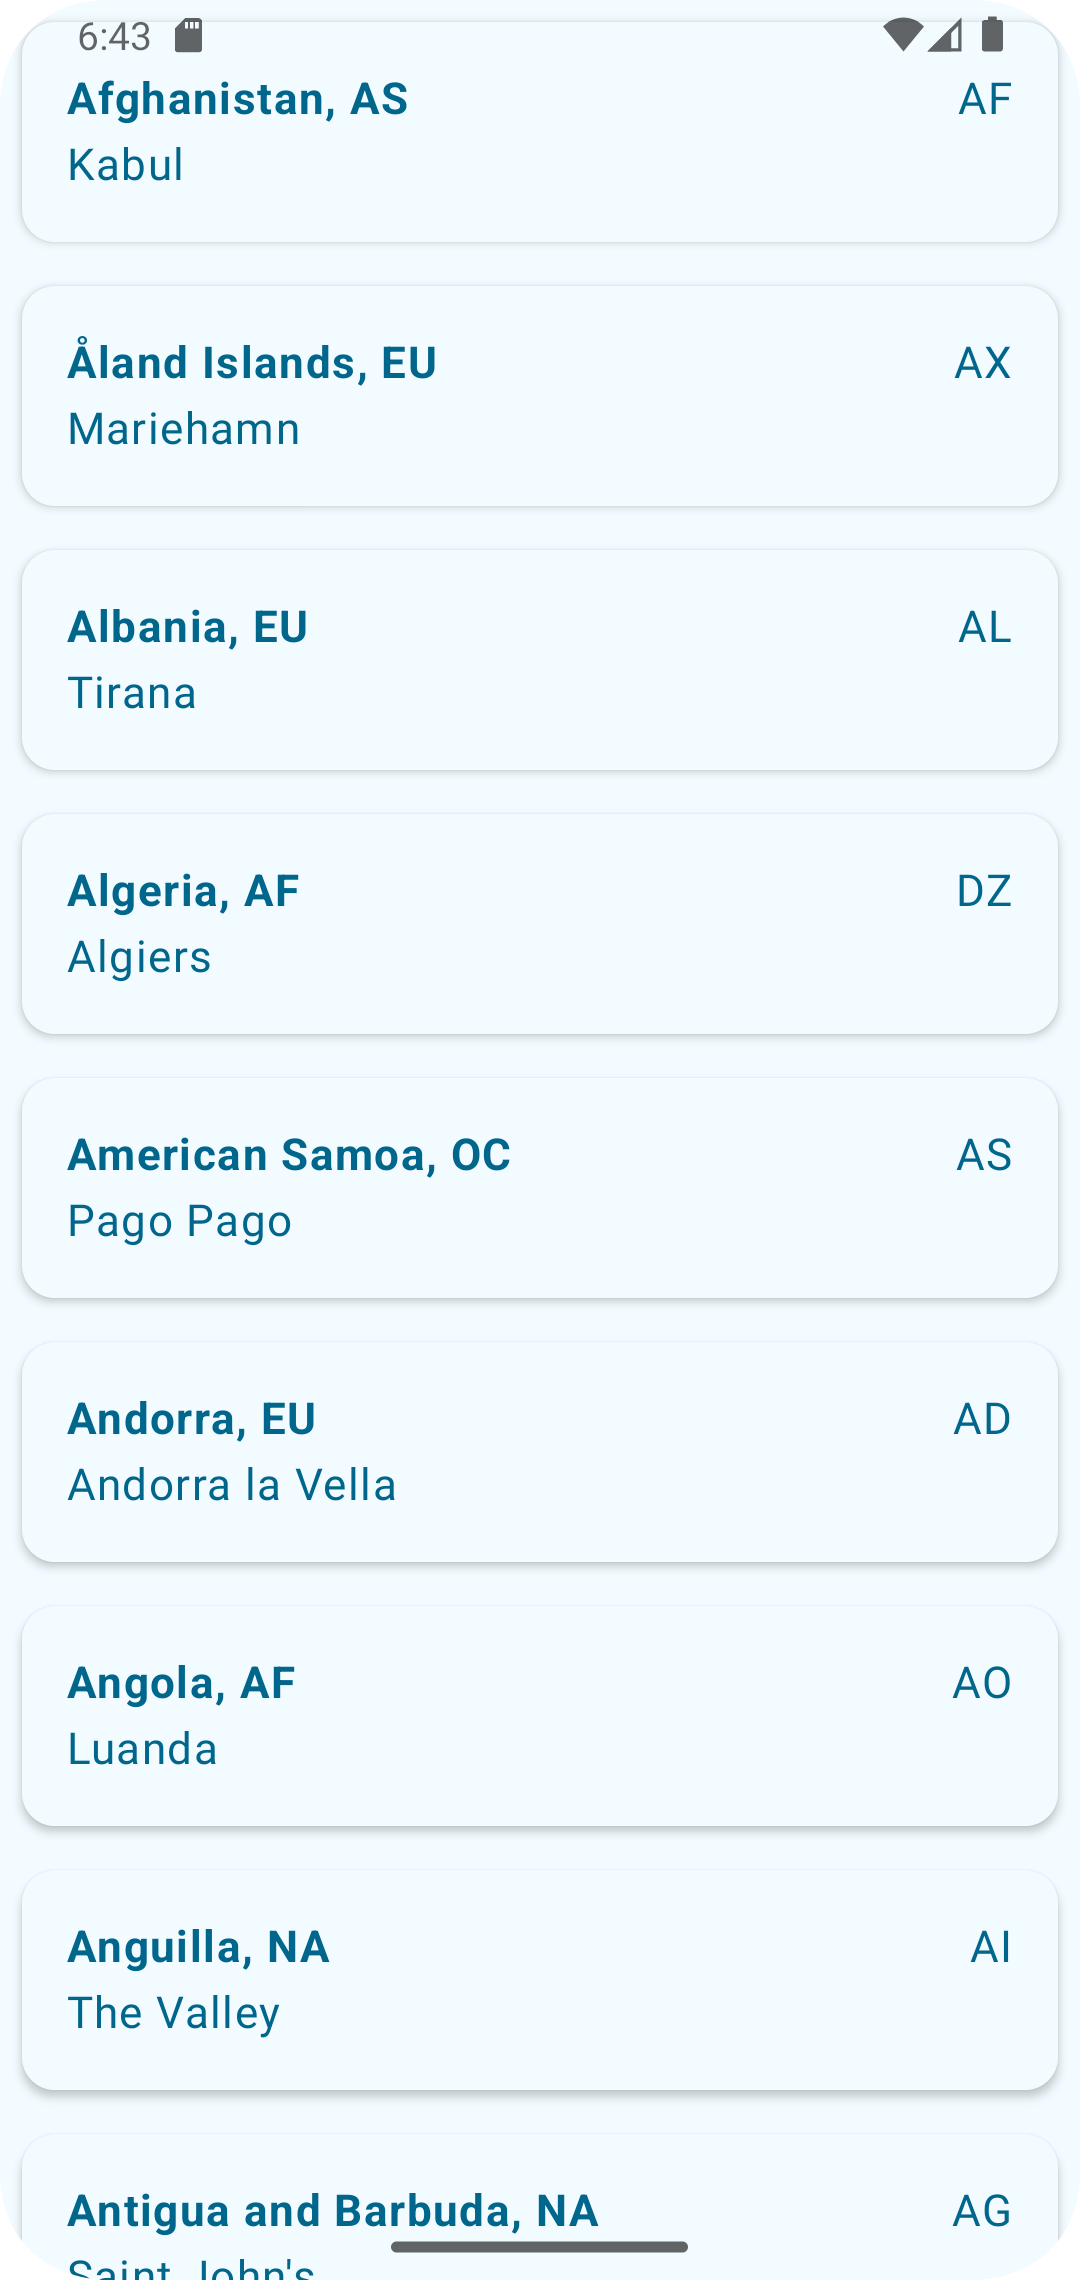 6:43
Afghanistan, AS AF
Kabul
Åland Islands, EU AX
Mariehamn
Albania, EU AL
Tirana
Algeria, AF DZ
Algiers
American Samoa, OC AS
Pago Pago
Andorra, EU AD
Andorra la Vella
Angola, AF AO
Luanda
Anguilla, NA AI
The Valley
Antigua and Barbuda, NA AG
Saint John's